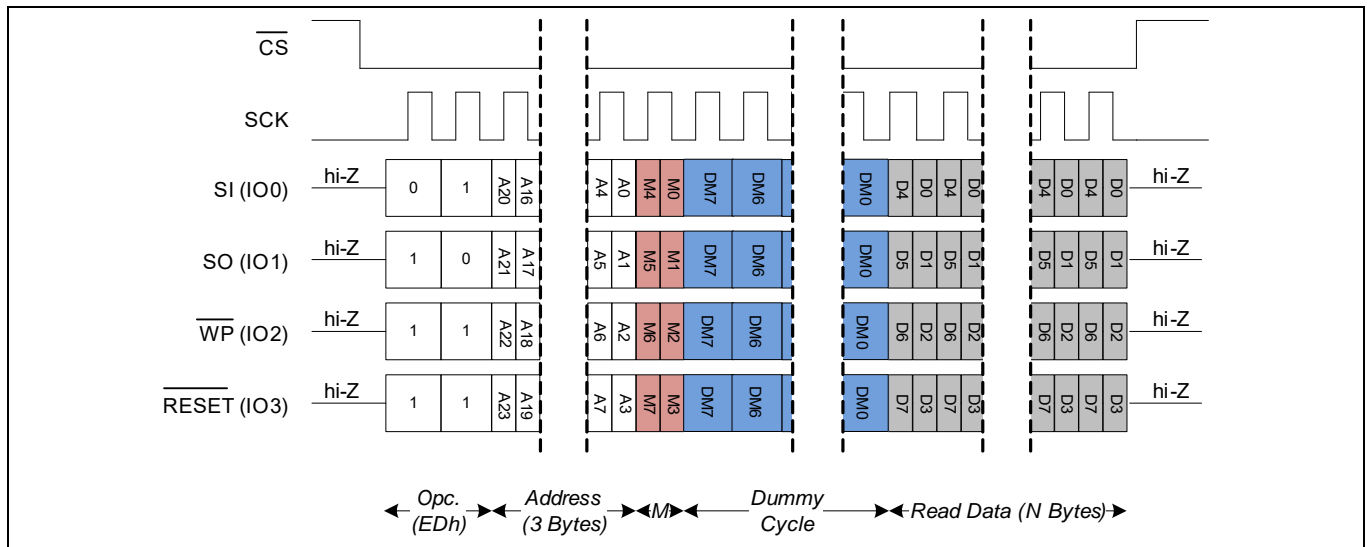 CS
SCK
SI (IO0) hi-Z 0 1 A20 A16 A4 A0 M4 M0 DM7 DM6 DM0 D4 D0 D4 D0 D4 D0 D4 D0 hi-Z
SO (IO1) hi-Z 1 0 A21 A17 A5 A1 M5 M1 DM7 DM6 DM0 D5 D1 D5 D1 D5 D1 D5 D1 hi-Z
WP (IO2) hi-Z 1 1 A22 A18 A6 A2 M6 M2 DM7 DM6 DM0 D6 D2 D6 D2 D6 D2 D6 D2 hi-Z
RESET (IO3) hi-Z 1 1 A23 A19 A7 A3 M7 M3 DM7 DM6 DM0 D7 D3 D7 D3 D7 D3 D7 D3 hi-Z
Opc. Address M Dummy Read Data (N Bytes)
(EDh) (3 Bytes) Cycle